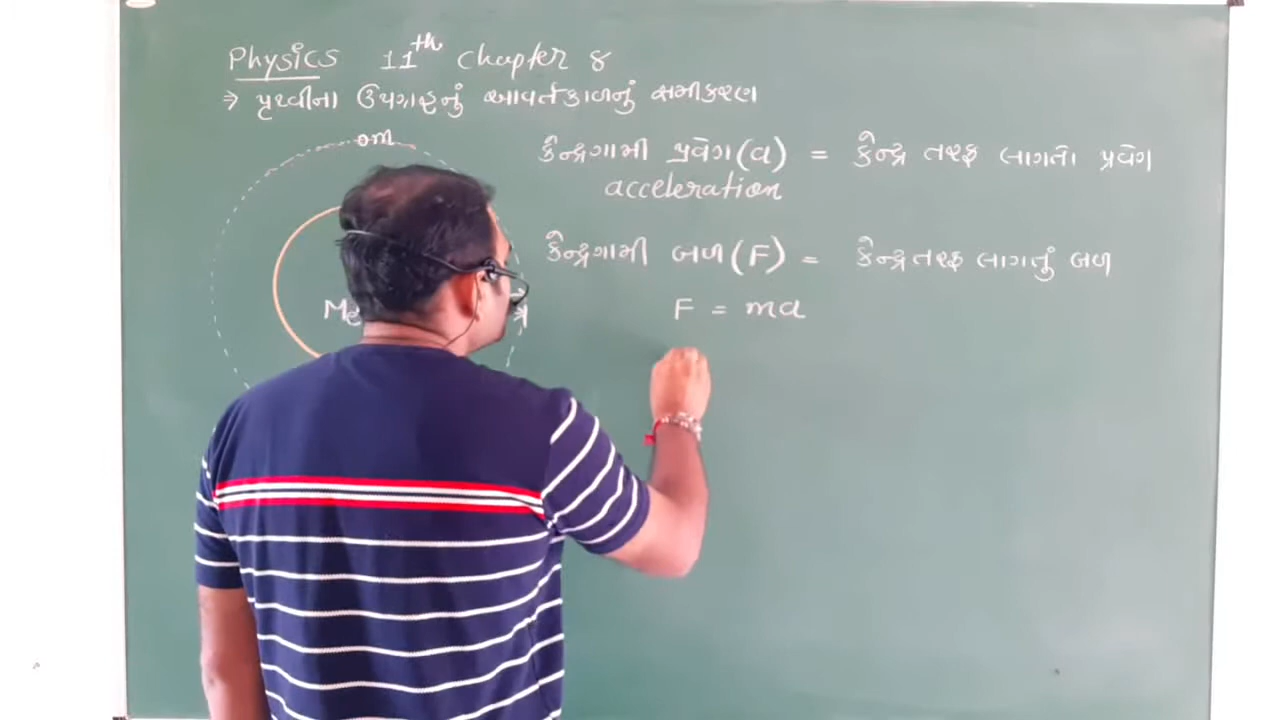 Physics 11th Chapter 8
⇒ પૃથ્વીના ઉપગ્રહનું આવર્તકાળનું સમીકરણ
m
કેન્દ્રગામી પ્રવેગ (a) = કેન્દ્ર તરફ લાગતો પ્રવેગ
acceleration
કેન્દ્રગામી બળ (F) = કેન્દ્ર તરફ લાગતું બળ
F = ma